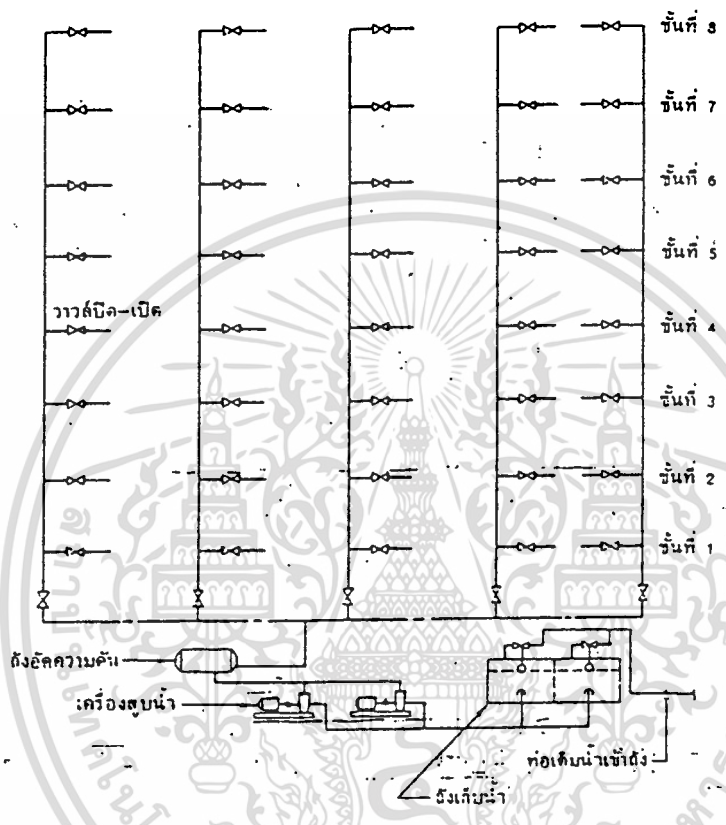 ชั้นที่ 8
ชั้นที่ 7
ชั้นที่ 6
ชั้นที่ 5
วาวล์ปิด-เปิด
ชั้นที่ 4
ชั้นที่ 3
ชั้นที่ 2
ชั้นที่ 1
ถังอัดความดัน
เครื่องสูบน้ำ
ท่อเติมน้ำเข้าถัง
ถังเก็บน้ำ